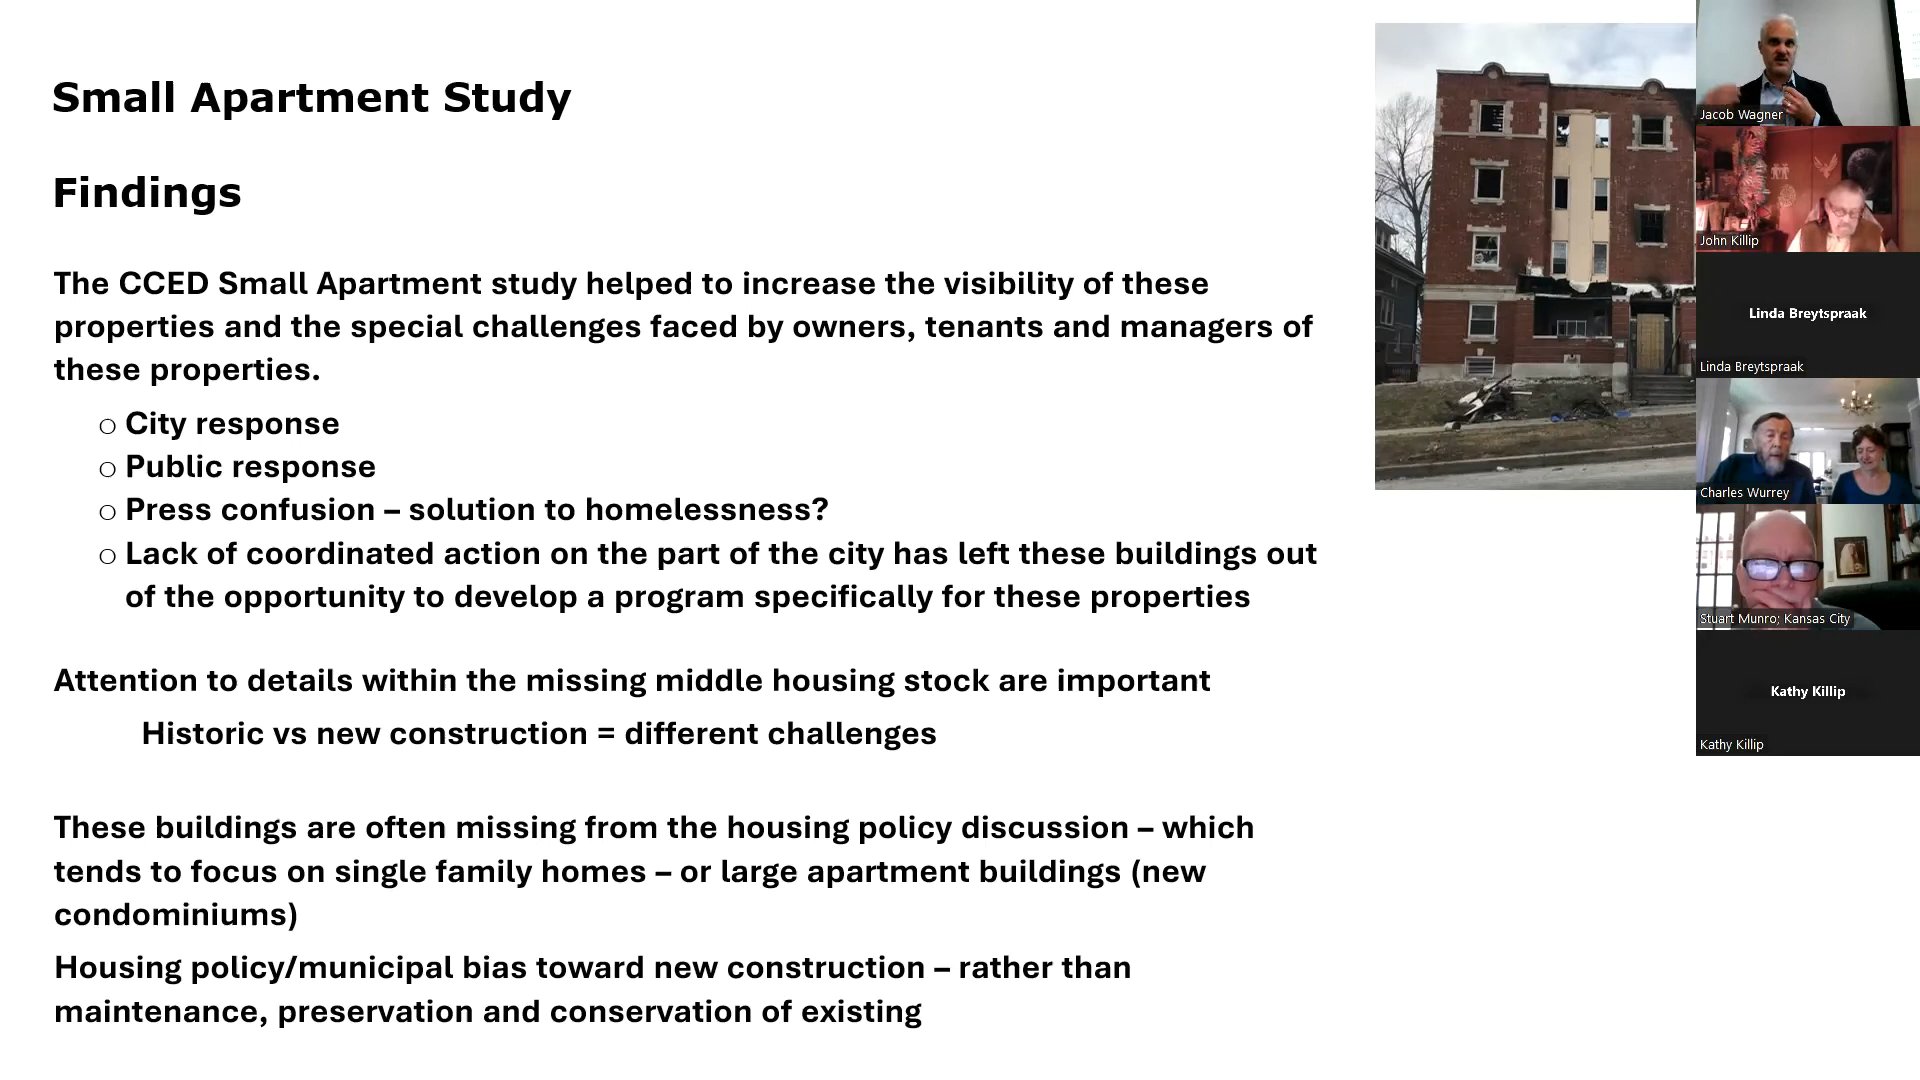 Small Apartment Study
Findings
The CCED Small Apartment study helped to increase the visibility of these
properties and the special challenges faced by owners, tenants and managers of
these properties.
○ City response
○ Public response
○ Press confusion – solution to homelessness?
○ Lack of coordinated action on the part of the city has left these buildings out
of the opportunity to develop a program specifically for these properties
Attention to details within the missing middle housing stock are important
Historic vs new construction = different challenges
These buildings are often missing from the housing policy discussion – which
tends to focus on single family homes – or large apartment buildings (new
condominiums)
Housing policy/municipal bias toward new construction – rather than
maintenance, preservation and conservation of existing
Jacob Wagner
John Killip
Linda Breytspraak
Linda Breytspraak
Charles Wurrey
Stuart Munro; Kansas City
Kathy Killip
Kathy Killip